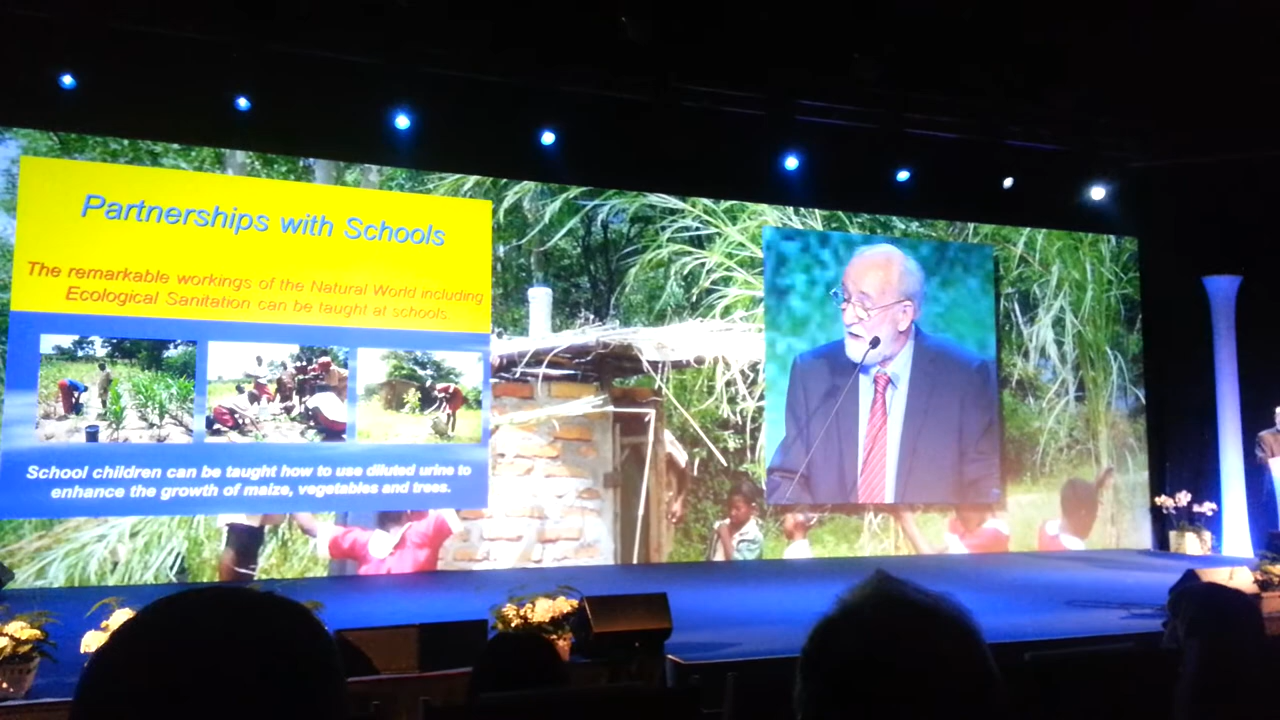 Partnerships with Schools
The remarkable workings of the Natural World including
Ecological Sanitation can be taught at schools.
School children can be taught how to use diluted urine to
enhance the growth of maize, vegetables and trees.